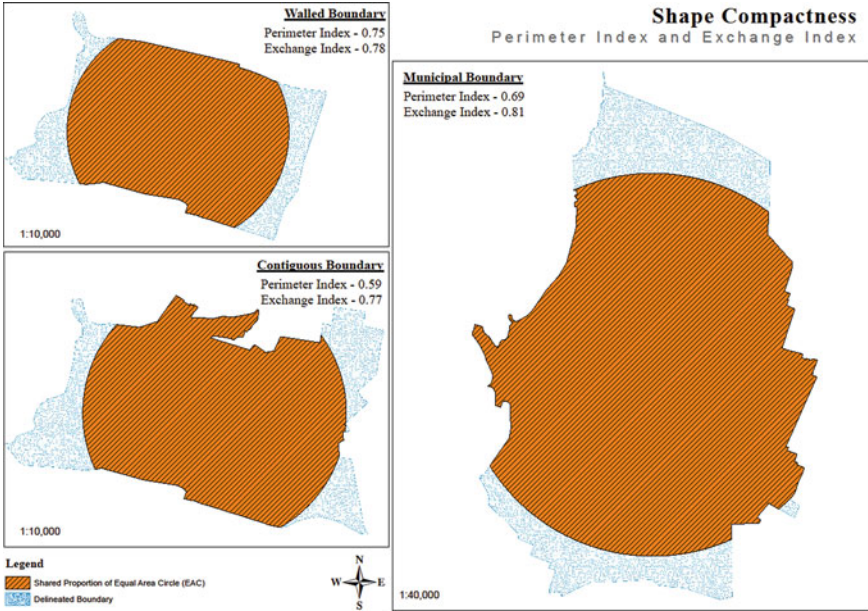 Shape Compactness
Perimeter Index and Exchange Index
Walled Boundary
Perimeter Index - 0.75
Exchange Index - 0.78
1:10,000
Contiguous Boundary
Perimeter Index - 0.59
Exchange Index - 0.77
1:10,000
Municipal Boundary
Perimeter Index - 0.69
Exchange Index - 0.81
1:40,000
Legend
Shared Proportion of Equal Area Circle (EAC)
Delineated Boundary
N
W E
S